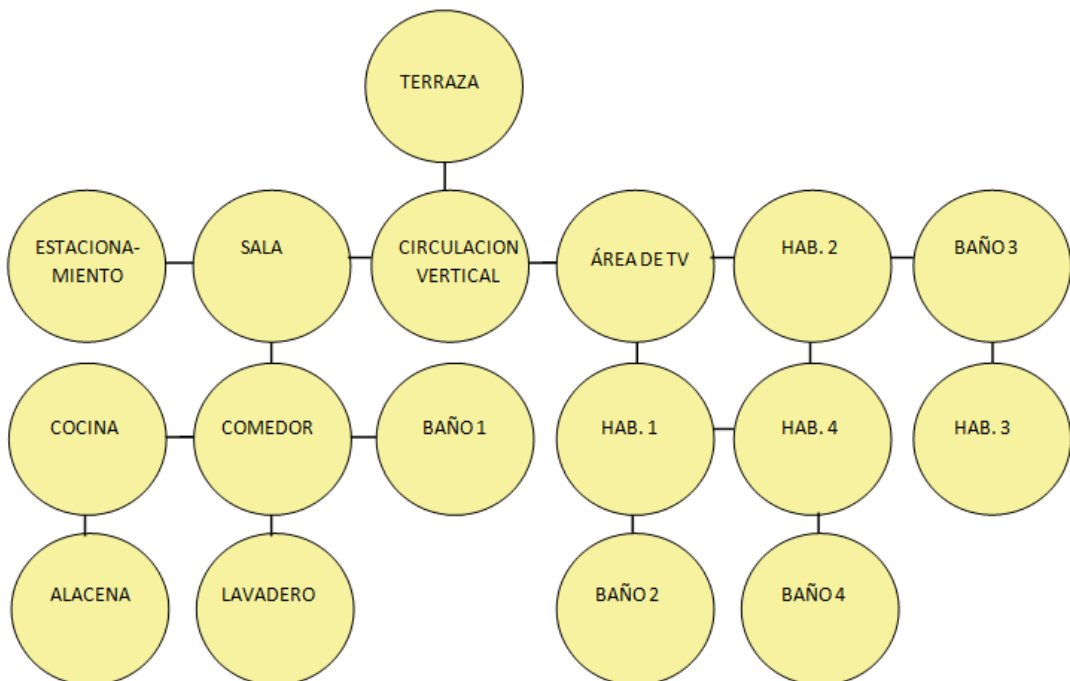 TERRAZA
ESTACIONA-
MIENTO
SALA
CIRCULACION
VERTICAL
ÁREA DE TV
HAB. 2
BAÑO 3
COCINA
COMEDOR
BAÑO 1
HAB. 1
HAB. 4
HAB. 3
ALACENA
LAVADERO
BAÑO 2
BAÑO 4